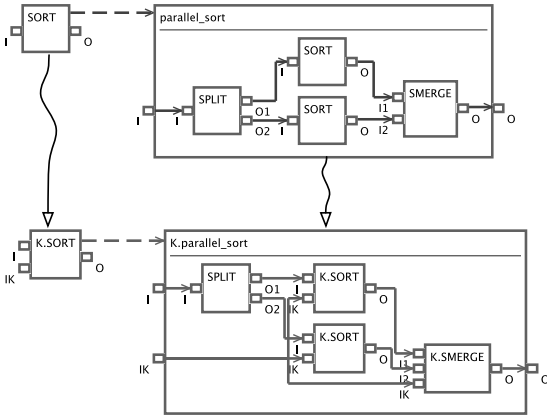 SORT
I
O
parallel_sort
SORT
I
O
SPLIT
I
I
O1
O2
SORT
I
O
SMERGE
I1
I2
O
O
K.SORT
I
IK
O
K.parallel_sort
SPLIT
I
I
O1
O2
K.SORT
I
IK
O
K.SORT
I
IK
O
IK
K.SMERGE
I1
I2
IK
O
O